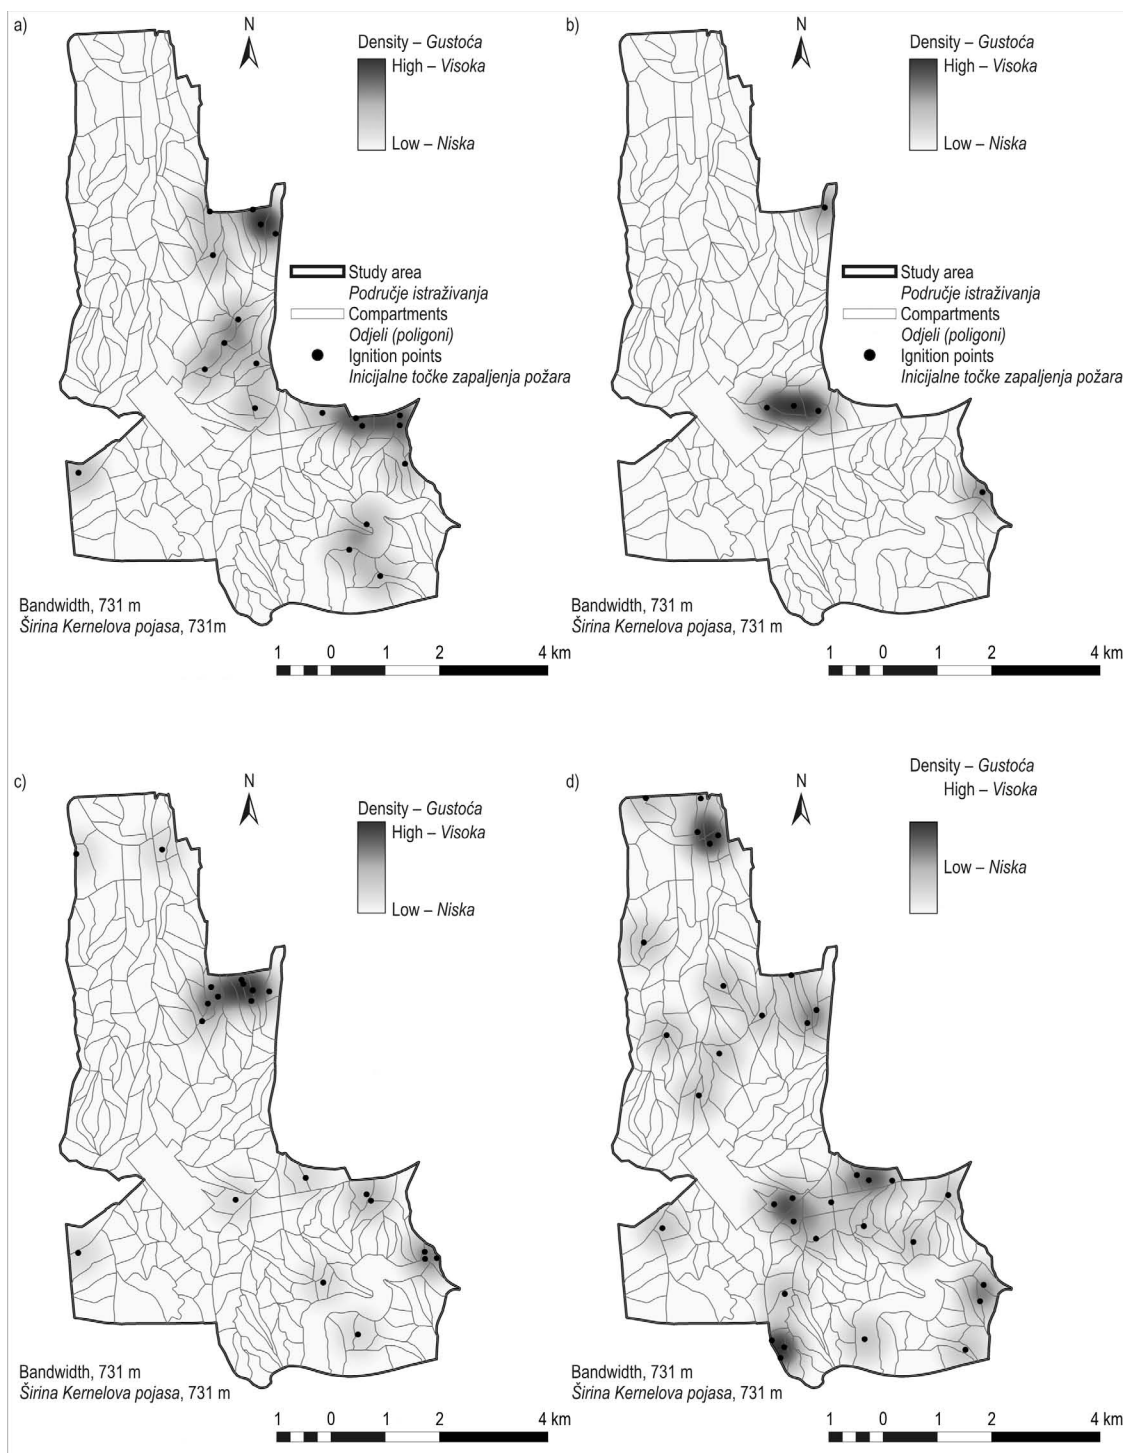 a)
N
Density – Gustoća
High – Visoka
Low – Niska
Study area
Područje istraživanja
Compartments
Odjeli (poligoni)
Ignition points
Inicijalne točke zapaljenja požara
Bandwidth, 731 m
Širina Kernelova pojasa, 731m
1 0 1 2 4 km
b)
N
Density – Gustoća
High – Visoka
Low – Niska
Study area
Područje istraživanja
Compartments
Odjeli (poligoni)
Ignition points
Inicijalne točke zapaljenja požara
Bandwidth, 731 m
Širina Kernelova pojasa, 731 m
1 0 1 2 4 km
c)
N
Density – Gustoća
High – Visoka
Low – Niska
Bandwidth, 731 m
Širina Kernelova pojasa, 731 m
1 0 1 2 4 km
d)
N
Density – Gustoća
High – Visoka
Low – Niska
Bandwidth, 731 m
Širina Kernelova pojasa, 731 m
1 0 1 2 4 km